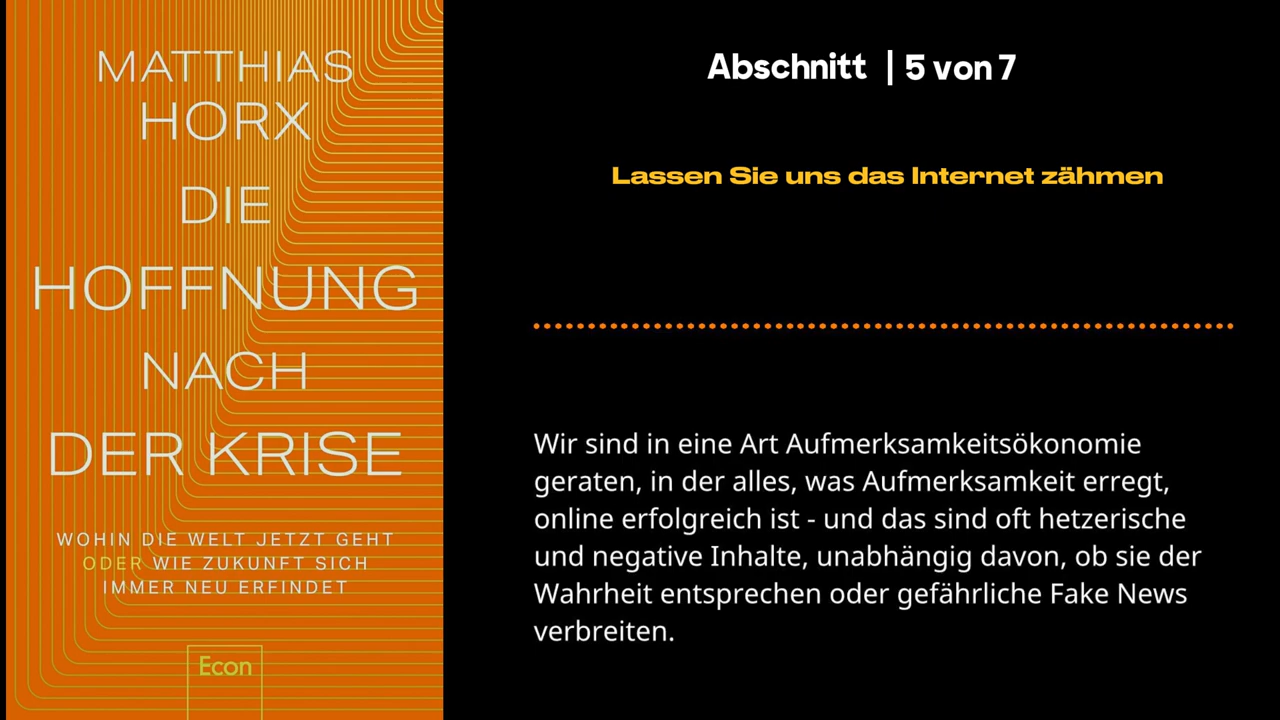 MATTHIAS
HORX
DIE
HOFFNUNG
NACH
DER KRISE
WOHIN DIE WELT JETZT GEHT
ODER WIE ZUKUNFT SICH
IMMER NEU ERFINDET
Econ
Abschnitt | 5 von 7
Lassen Sie uns das Internet zähmen
Wir sind in eine Art Aufmerksamkeitsökonomie
geraten, in der alles, was Aufmerksamkeit erregt,
online erfolgreich ist - und das sind oft hetzerische
und negative Inhalte, unabhängig davon, ob sie der
Wahrheit entsprechen oder gefährliche Fake News
verbreiten.